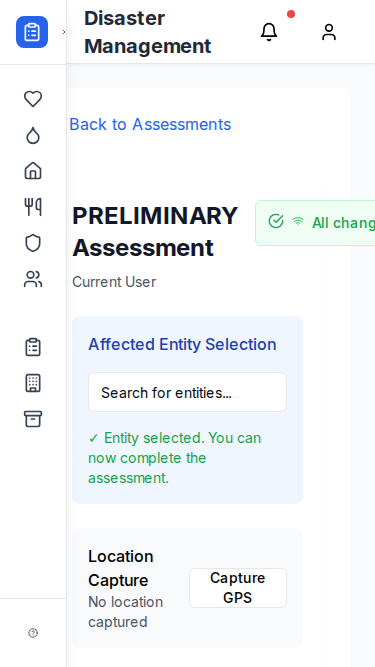 Disaster
Management
Back to Assessments
PRELIMINARY
Assessment
All chang
Current User
Affected Entity Selection
Search for entities...
✓ Entity selected. You can
now complete the
assessment.
Location
Capture
No location
captured
Capture
GPS